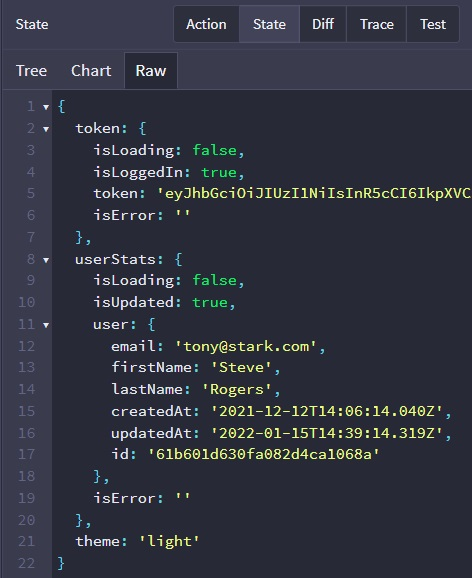 State Action State Diff Trace Test
Tree Chart Raw
1 {
2 token: {
3 isLoading: false,
4 isLoggedIn: true,
5 token: 'eyJhbGciOiJIUzI1NiIsInR5cCI6IkpXVC
6 isError: ''
7 },
8 userStats: {
9 isLoading: false,
10 isUpdated: true,
11 user: {
12 email: 'tony@stark.com',
13 firstName: 'Steve',
14 lastName: 'Rogers',
15 createdAt: '2021-12-12T14:06:14.040Z',
16 updatedAt: '2022-01-15T14:39:14.319Z',
17 id: '61b601d630fa082d4ca1068a'
18 },
19 isError: ''
20 },
21 theme: 'light'
22 }